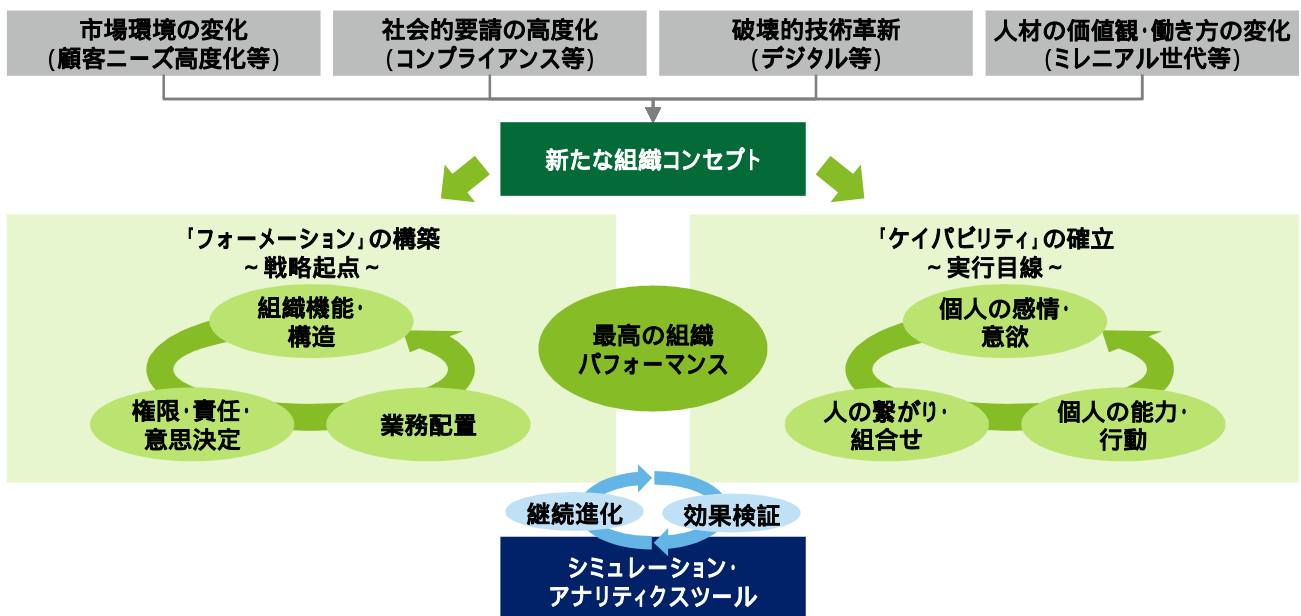 市場環境の変化
(顧客ニーズ高度化等)
社会的要請の高度化
(コンプライアンス等)
破壊的技術革新
(デジタル等)
人材の価値観･働き方の変化
(ミレニアル世代等)
新たな組織コンセプト
｢フォーメーション｣の構築
~戦略起点~
組織機能･
構造
権限･責任･
意思決定
業務配置
最高の組織
パフォーマンス
｢ケイパビリティ｣の確立
~実行目線~
個人の感情･
意欲
人の繋がり･
組合せ
個人の能力･
行動
継続進化
効果検証
シミュレーション･
アナリティクスツール